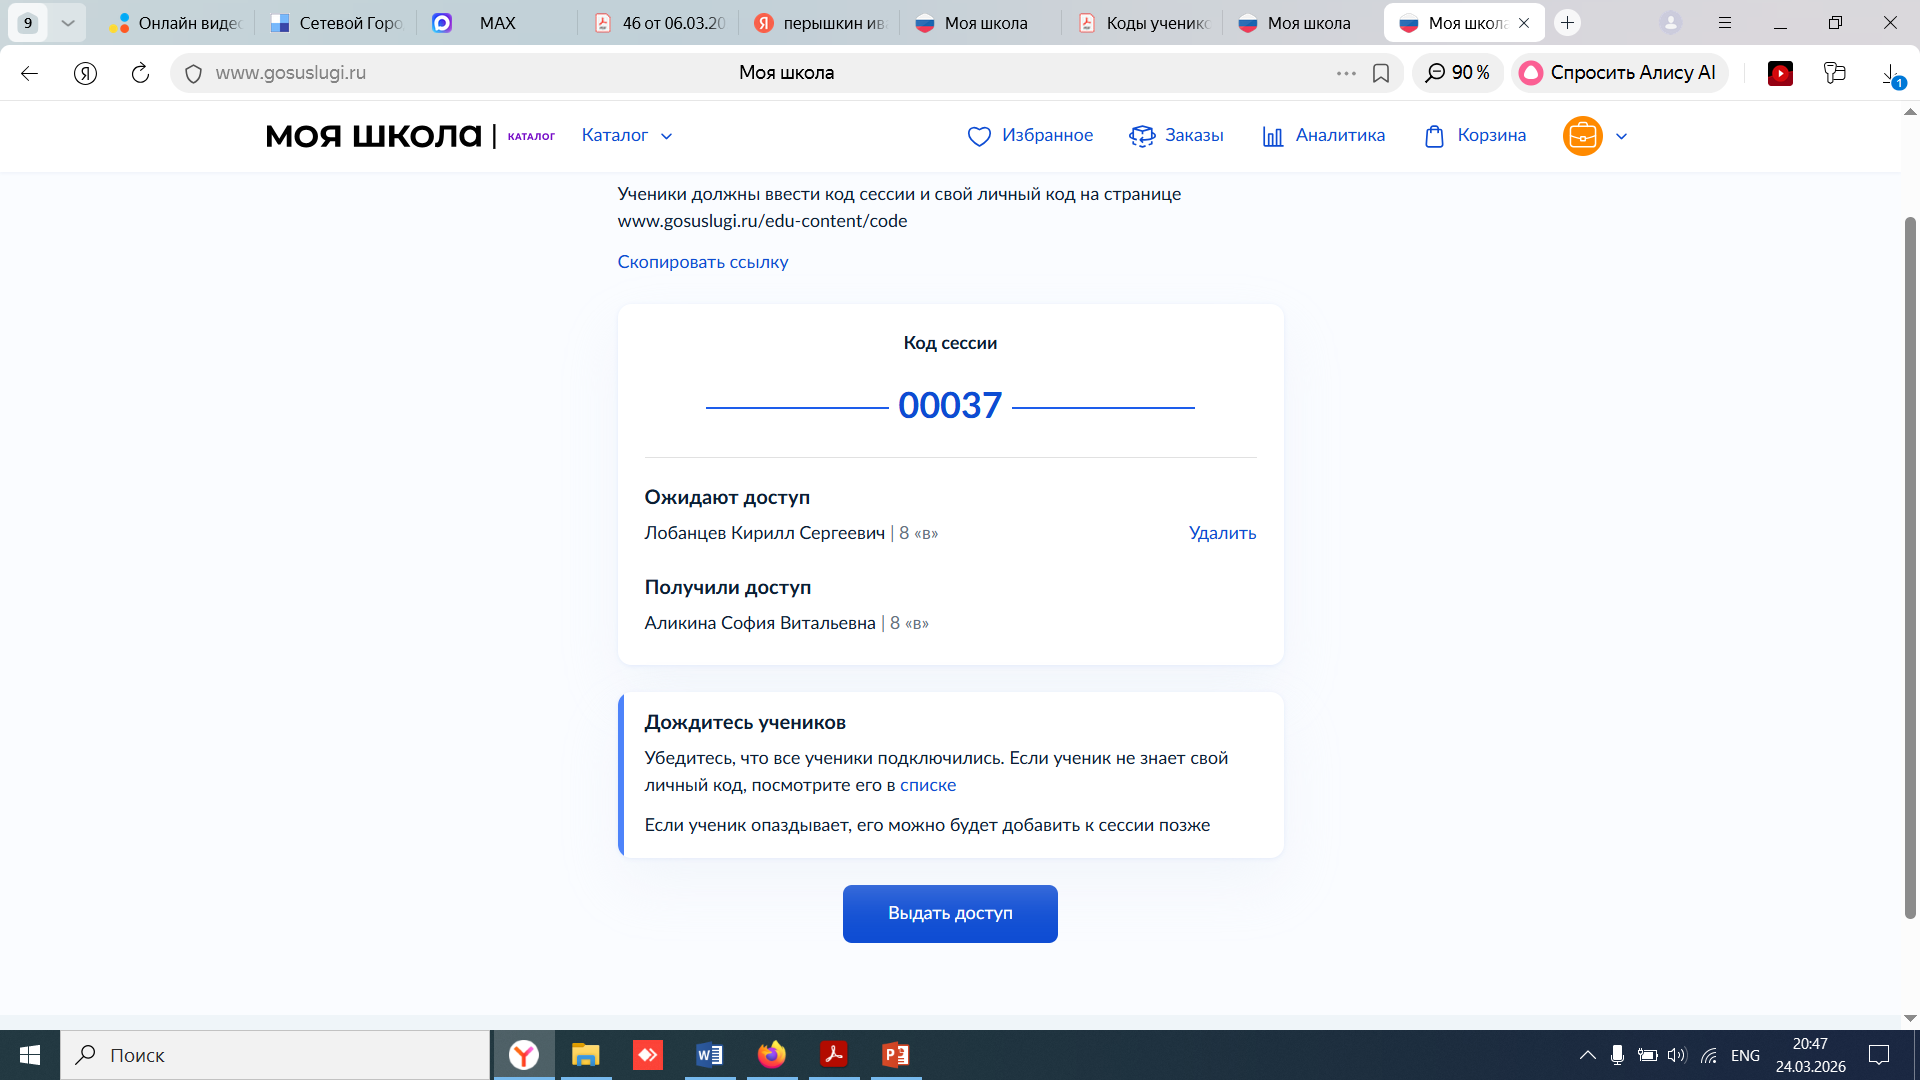 9
Онлайн видео
Сетевой Горо
MAX
46 от 06.03.20
перышкин ива
Моя школа
Коды ученико
Моя школа
Моя школа
www.gosuslugi.ru
Моя школа
90 %
Спросить Алису AI
1
МОЯ ШКОЛА | КАТАЛОГ
Каталог
Избранное
Заказы
Аналитика
Корзина
Ученики должны ввести код сессии и свой личный код на странице
www.gosuslugi.ru/edu-content/code
Скопировать ссылку
Код сессии
00037
Ожидают доступ
Лобанцев Кирилл Сергеевич | 8 «в»
Удалить
Получили доступ
Аликина София Витальевна | 8 «в»
Дождитесь учеников
Убедитесь, что все ученики подключились. Если ученик не знает свой
личный код, посмотрите его в списке
Если ученик опаздывает, его можно будет добавить к сессии позже
Выдать доступ
Поиск
ENG
20:47
24.03.2026